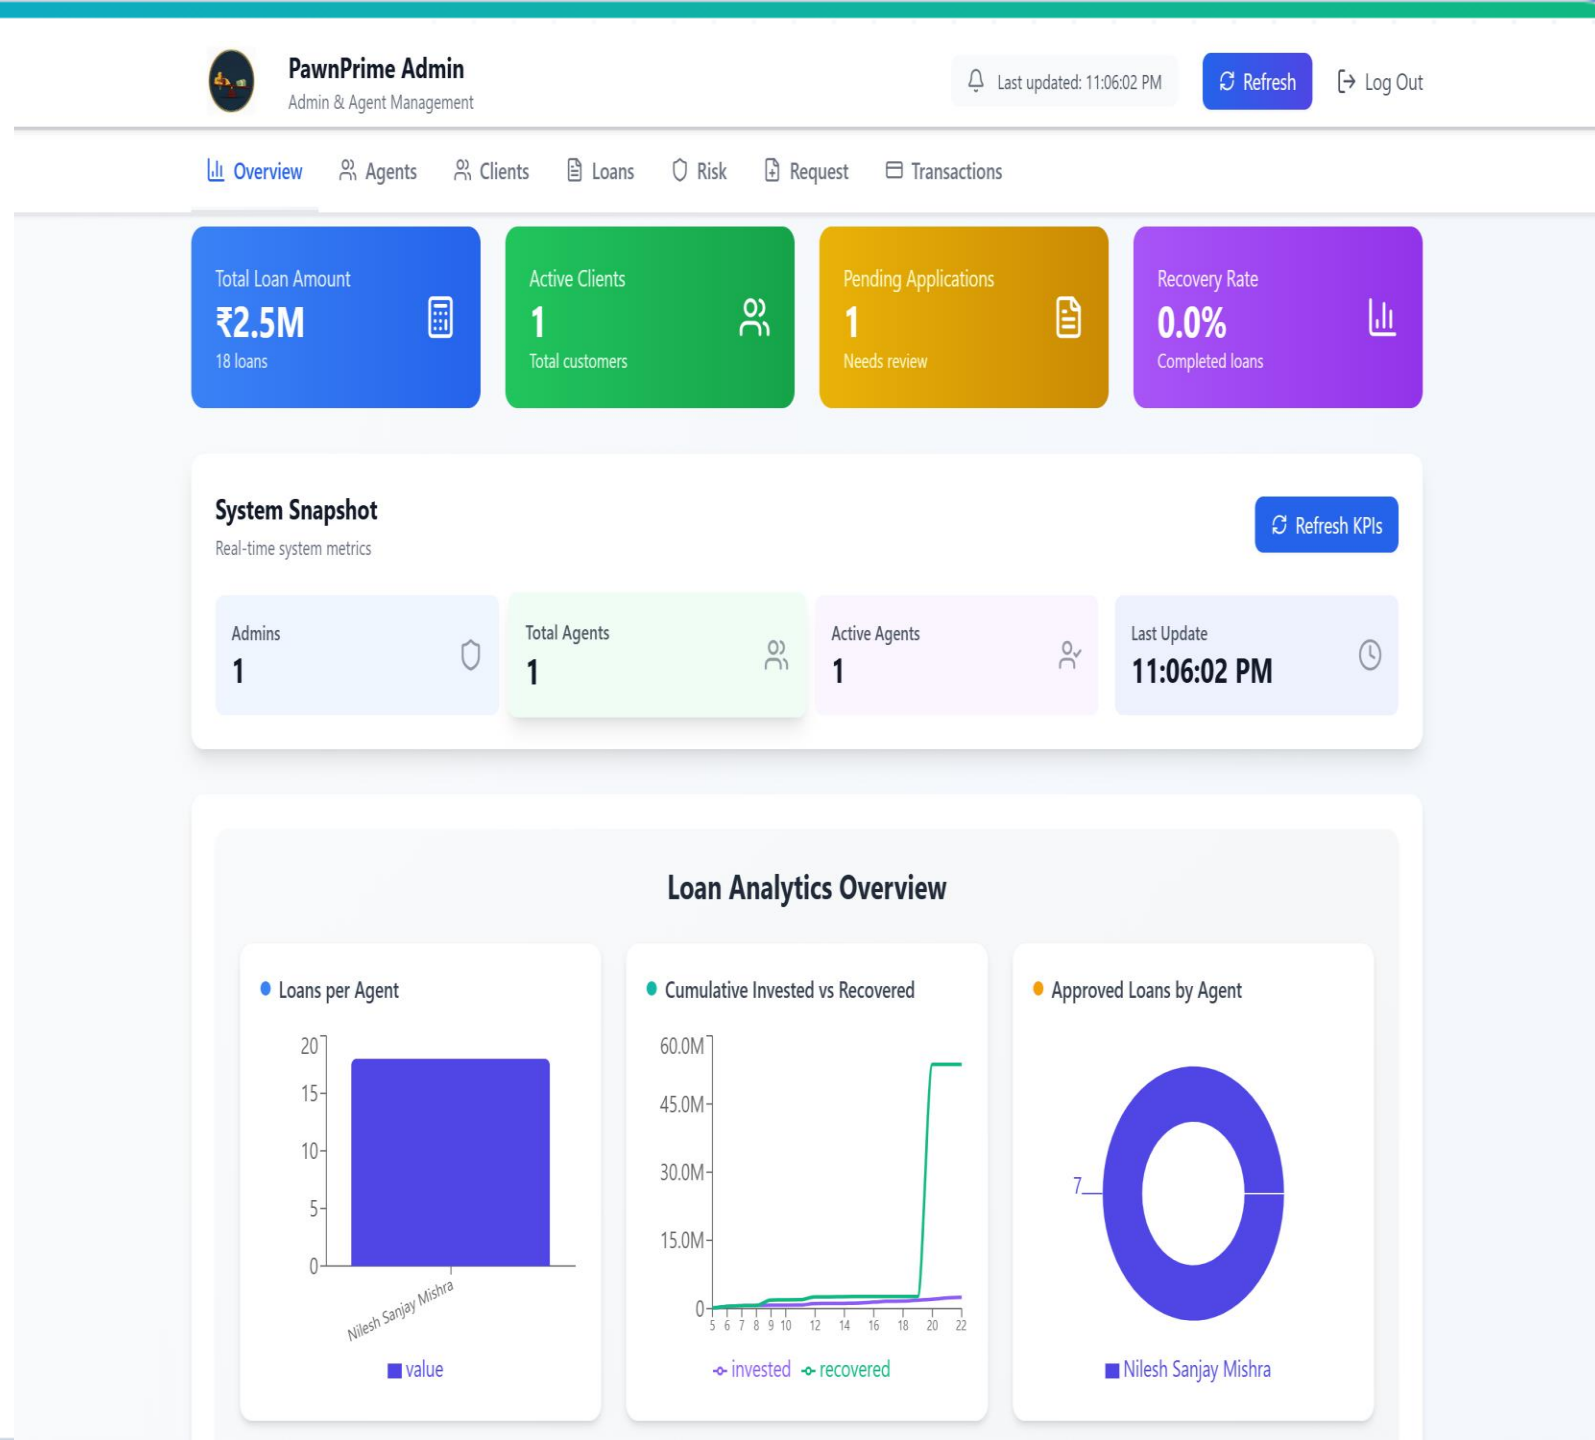 PawnPrime Admin
Admin & Agent Management
Last updated: 11:06:02 PM
Refresh
Log Out
Overview
Agents
Clients
Loans
Risk
Request
Transactions
Total Loan Amount
₹2.5M
18 loans
Active Clients
1
Total customers
Pending Applications
1
Needs review
Recovery Rate
0.0%
Completed loans
System Snapshot
Real-time system metrics
Refresh KPIs
Admins
1
Total Agents
1
Active Agents
1
Last Update
11:06:02 PM
Loan Analytics Overview
Loans per Agent
20
15
10
5
0
Nilesh Sanjay Mishra
value
Cumulative Invested vs Recovered
60.0M
45.0M
30.0M
15.0M
0
5 6 7 8 9 10 12 14 16 18 20 22
invested recovered
Approved Loans by Agent
7
Nilesh Sanjay Mishra